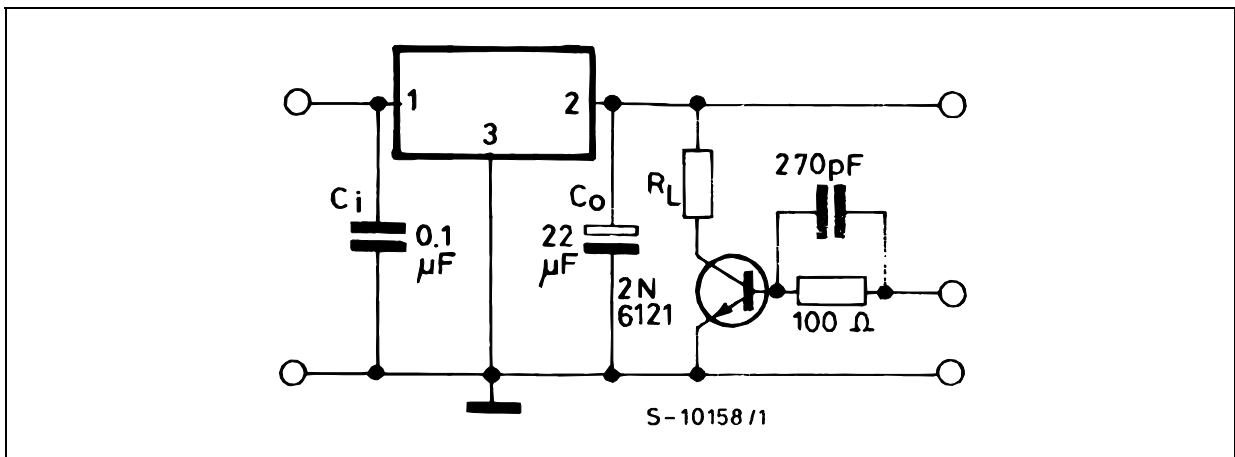 1
2
3
Ci
0.1
µF
Co
22
µF
2N
6121
RL
270pF
100 Ω
S-10158/1